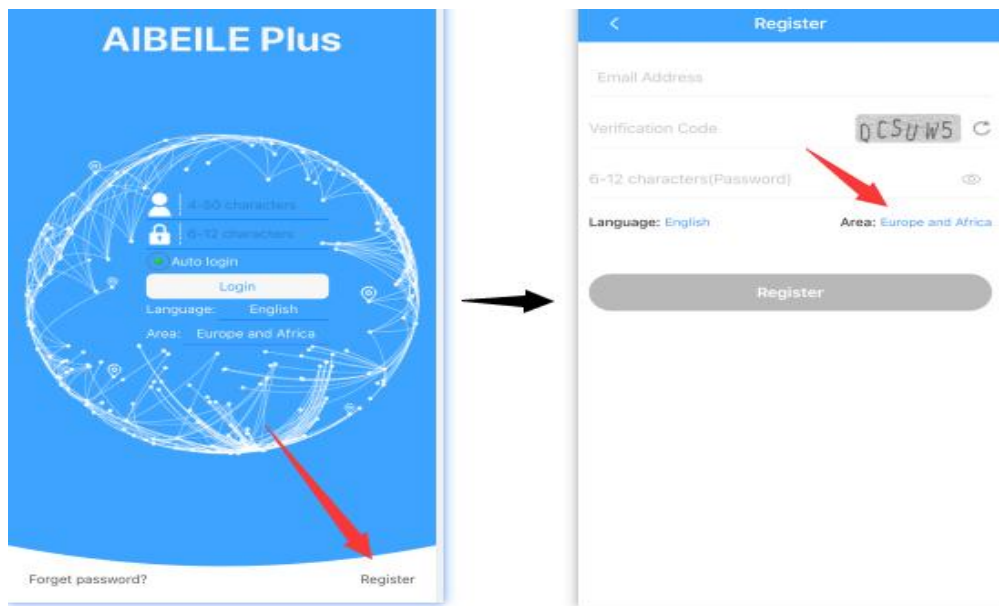 AIBEILE Plus
4-50 characters
6-12 characters
Auto login
Login
Language: English
Area: Europe and Africa
Forget password?
Register
Register
Email Address
Verification Code
QCSUW5
6-12 characters(Password)
Language: English
Area: Europe and Africa
Register